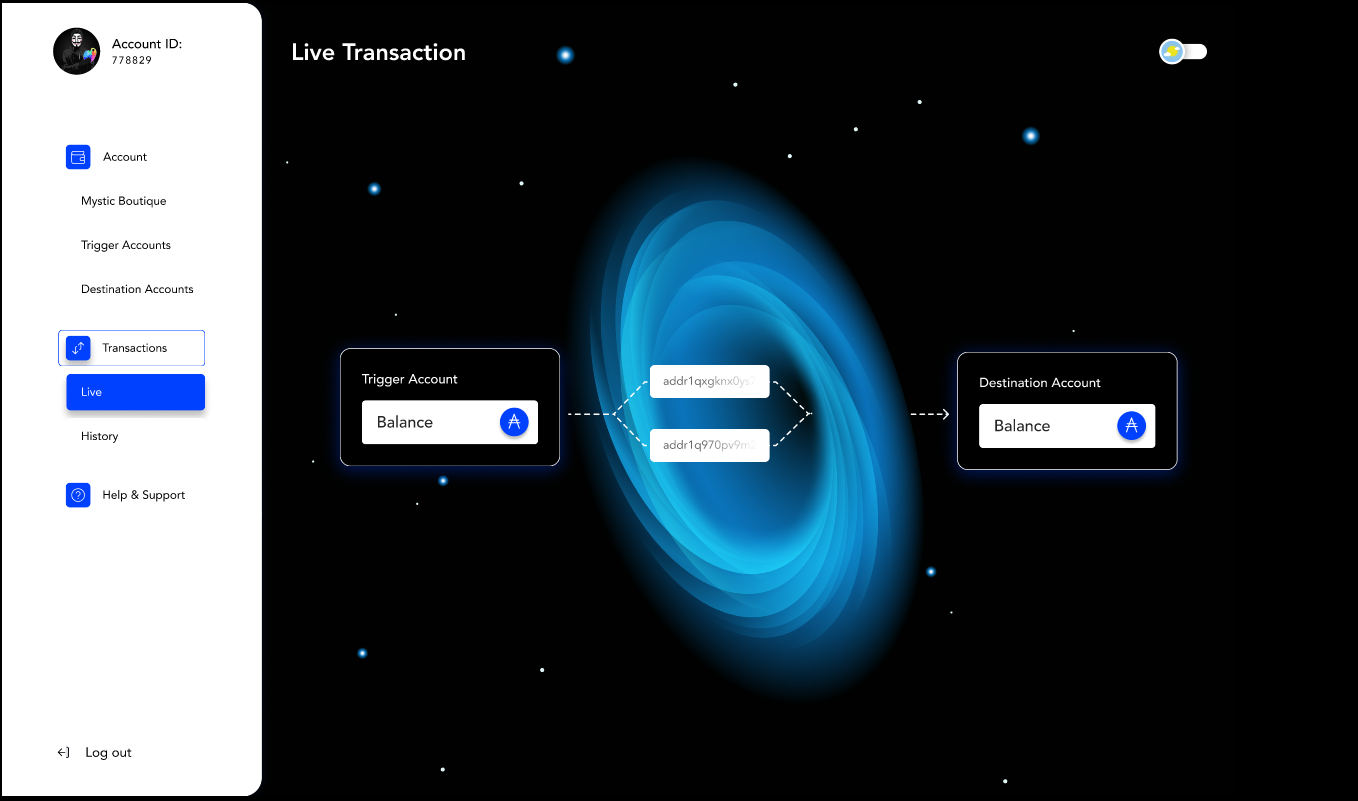 Account ID:
778829
Live Transaction
Account
Mystic Boutique
Trigger Accounts
Destination Accounts
Transactions
Live
History
Help & Support
Log out
Trigger Account
Balance
addr1qxgknx0ys
addr1q970pv9m
Destination Account
Balance